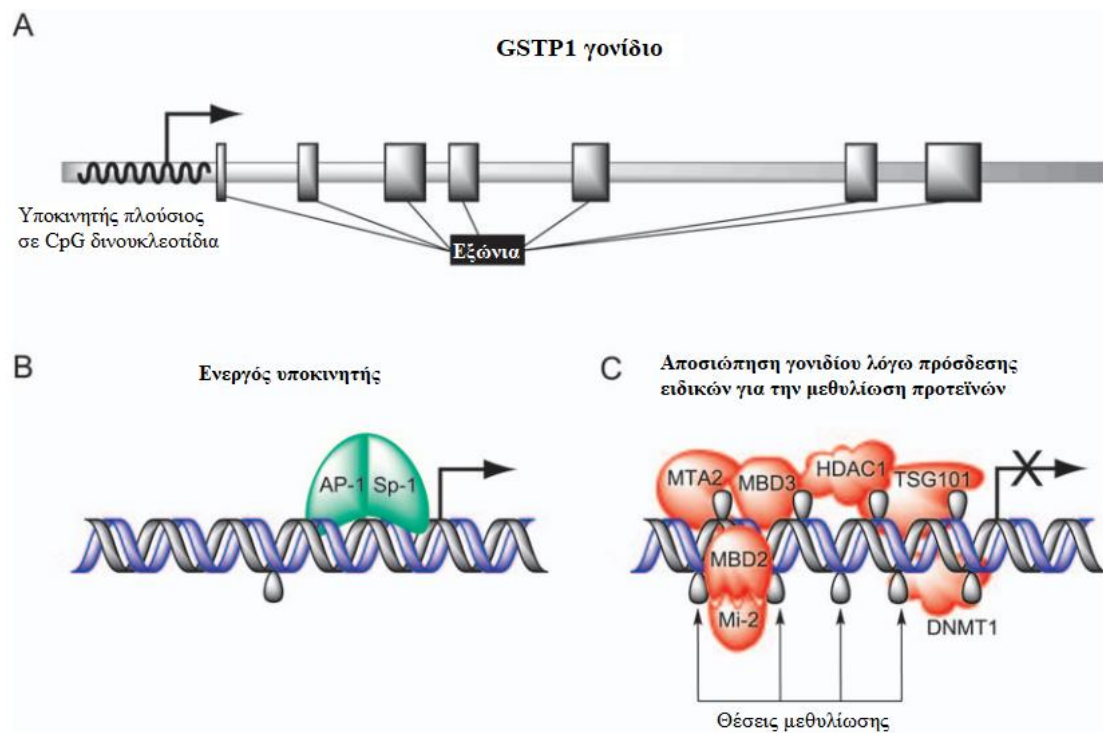 A
GSTP1 γονίδιο
Υποκινητής πλούσιος
σε CpG δινουκλεοτίδια
Εξώνια
B
Ενεργός υποκινητής
AP-1 Sp-1
C
Αποσιώπηση γονιδίου λόγω πρόσδεσης
ειδικών για την μεθυλίωση προτεϊνών
MTA2 MBD3 HDAC1 TSG101 X
MBD2
Mi-2
DNMT1
Θέσεις μεθυλίωσης